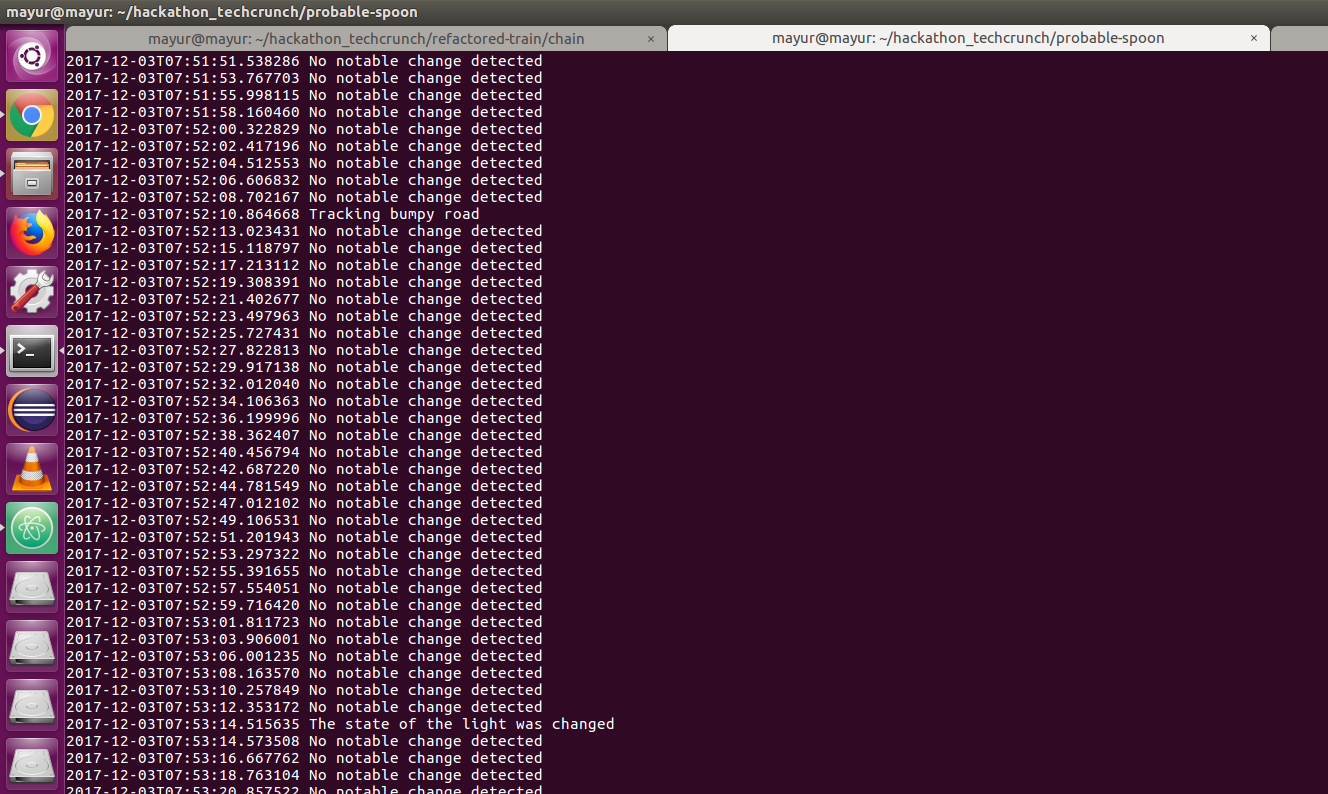 mayur@mayur: ~/hackathon_techcrunch/probable-spoon
mayur@mayur: ~/hackathon_techcrunch/refactored-train/chain × mayur@mayur: ~/hackathon_techcrunch/probable-spoon ×
2017-12-03T07:51:51.538286 No notable change detected
2017-12-03T07:51:53.767703 No notable change detected
2017-12-03T07:51:55.998115 No notable change detected
2017-12-03T07:51:58.160460 No notable change detected
2017-12-03T07:52:00.322829 No notable change detected
2017-12-03T07:52:02.417196 No notable change detected
2017-12-03T07:52:04.512553 No notable change detected
2017-12-03T07:52:06.606832 No notable change detected
2017-12-03T07:52:08.702167 No notable change detected
2017-12-03T07:52:10.864668 Tracking bumpy road
2017-12-03T07:52:13.023431 No notable change detected
2017-12-03T07:52:15.118797 No notable change detected
2017-12-03T07:52:17.213112 No notable change detected
2017-12-03T07:52:19.308391 No notable change detected
2017-12-03T07:52:21.402677 No notable change detected
2017-12-03T07:52:23.497963 No notable change detected
2017-12-03T07:52:25.727431 No notable change detected
2017-12-03T07:52:27.822813 No notable change detected
2017-12-03T07:52:29.917138 No notable change detected
2017-12-03T07:52:32.012040 No notable change detected
2017-12-03T07:52:34.106363 No notable change detected
2017-12-03T07:52:36.199996 No notable change detected
2017-12-03T07:52:38.362407 No notable change detected
2017-12-03T07:52:40.456794 No notable change detected
2017-12-03T07:52:42.687220 No notable change detected
2017-12-03T07:52:44.781549 No notable change detected
2017-12-03T07:52:47.012102 No notable change detected
2017-12-03T07:52:49.106531 No notable change detected
2017-12-03T07:52:51.201943 No notable change detected
2017-12-03T07:52:53.297322 No notable change detected
2017-12-03T07:52:55.391655 No notable change detected
2017-12-03T07:52:57.554051 No notable change detected
2017-12-03T07:52:59.716420 No notable change detected
2017-12-03T07:53:01.811723 No notable change detected
2017-12-03T07:53:03.906001 No notable change detected
2017-12-03T07:53:06.001235 No notable change detected
2017-12-03T07:53:08.163570 No notable change detected
2017-12-03T07:53:10.257849 No notable change detected
2017-12-03T07:53:12.353172 No notable change detected
2017-12-03T07:53:14.515635 The state of the light was changed
2017-12-03T07:53:14.573508 No notable change detected
2017-12-03T07:53:16.667762 No notable change detected
2017-12-03T07:53:18.763104 No notable change detected
2017-12-03T07:53:20.857522 No notable change detected